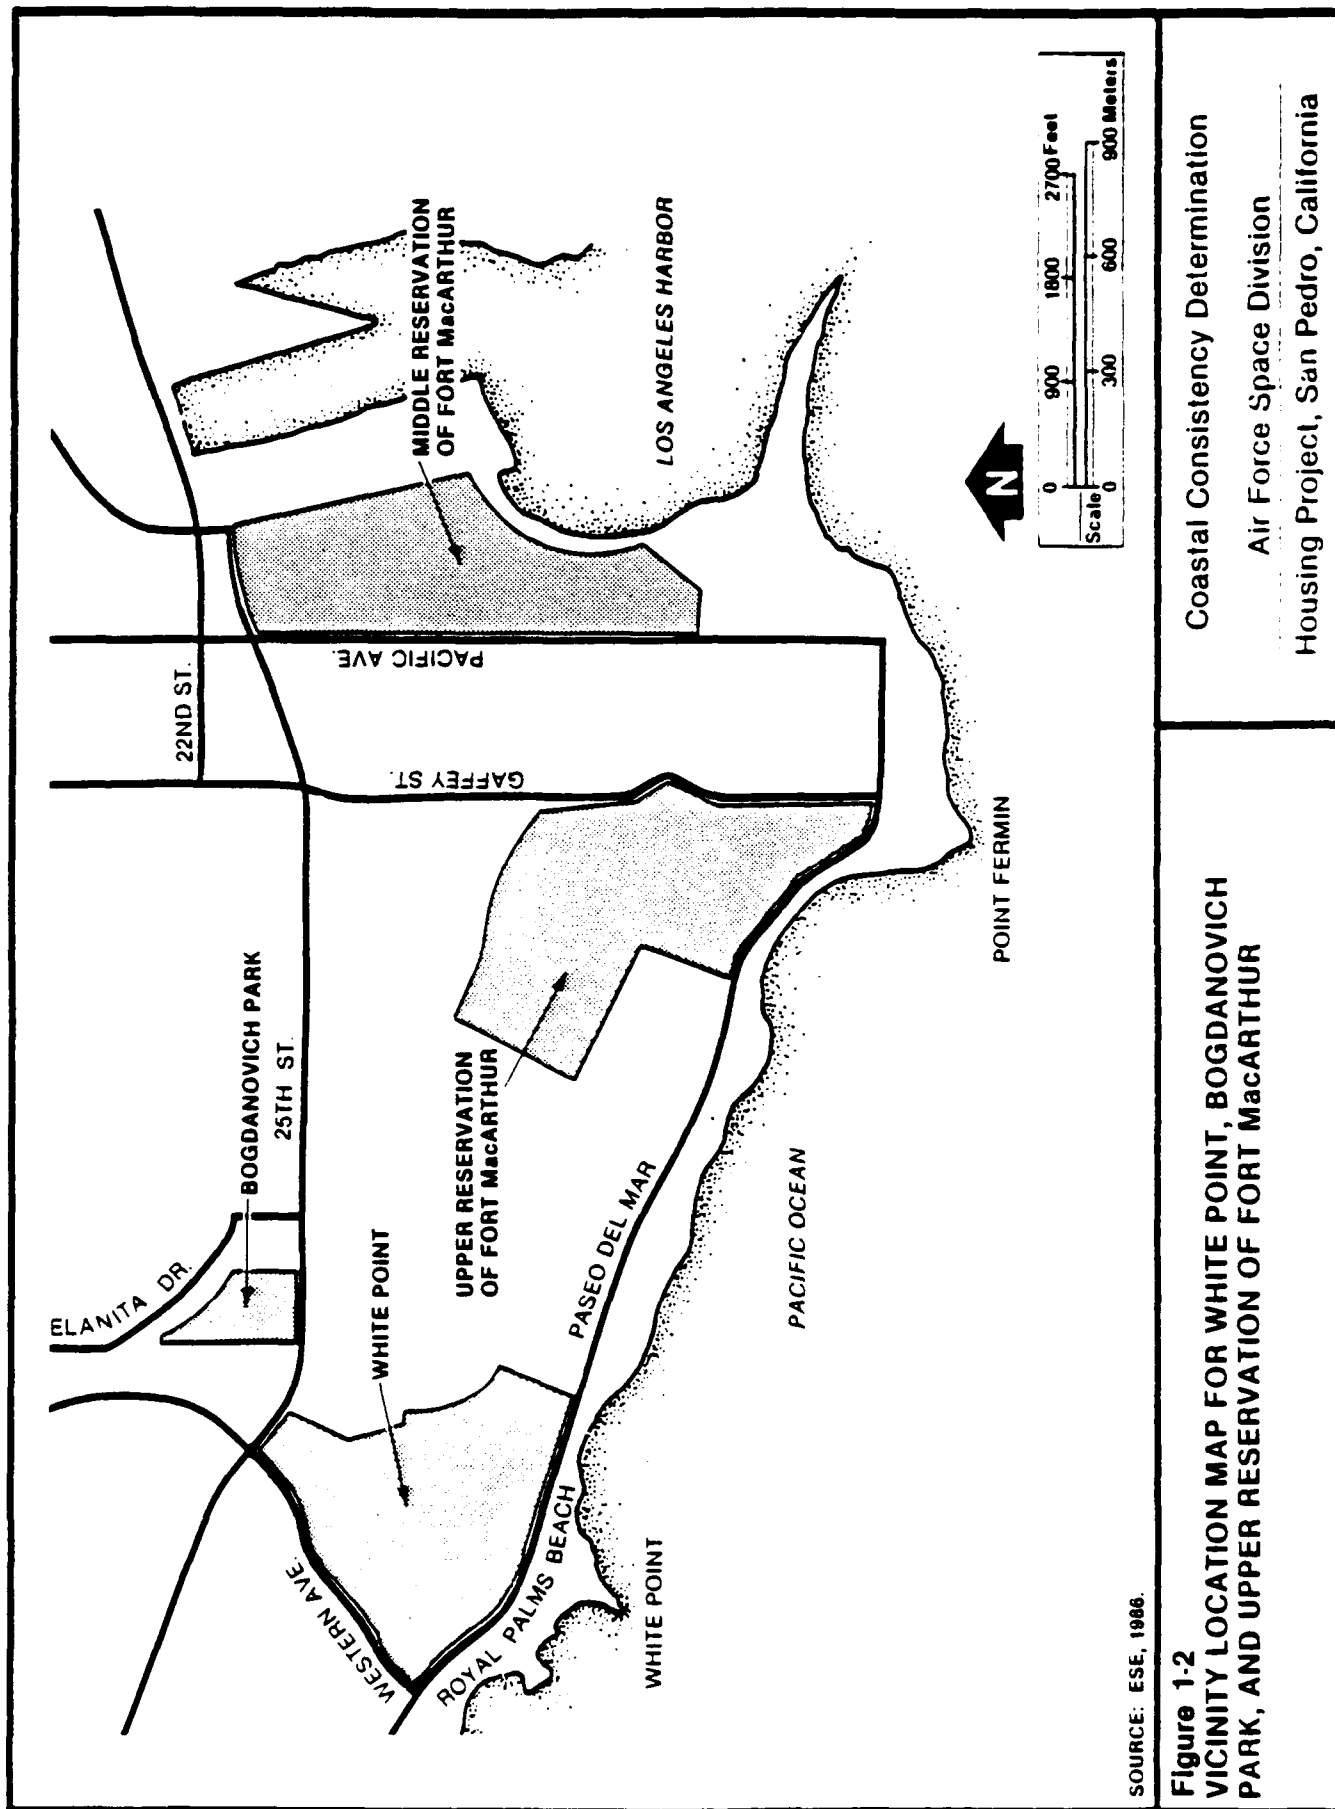 ELANITA DR.
BOGDANOVICH PARK
25TH ST.
22ND ST.
WESTERN AVE.
WHITE POINT
UPPER RESERVATION
OF FORT MacARTHUR
GAFFEY ST.
PACIFIC AVE.
MIDDLE RESERVATION
OF FORT MacARTHUR
LOS ANGELES HARBOR
ROYAL PALMS BEACH
PASEO DEL MAR
WHITE POINT
PACIFIC OCEAN
POINT FERMIN
N
0 900 1800 2700 Feet
Scale
0 300 600 900 Meters
SOURCE: ESE, 1986.
Figure 1-2
VICINITY LOCATION MAP FOR WHITE POINT, BOGDANOVICH
PARK, AND UPPER RESERVATION OF FORT MacARTHUR
Coastal Consistency Determination
Air Force Space Division
Housing Project, San Pedro, California